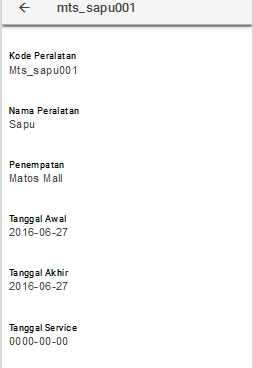 mts_sapu001
Kode Peralatan
Mts_sapu001
Nama Peralatan
Sapu
Penempatan
Matos Mall
Tanggal Awal
2016-06-27
Tanggal Akhir
2016-06-27
Tanggal Service
0000-00-00